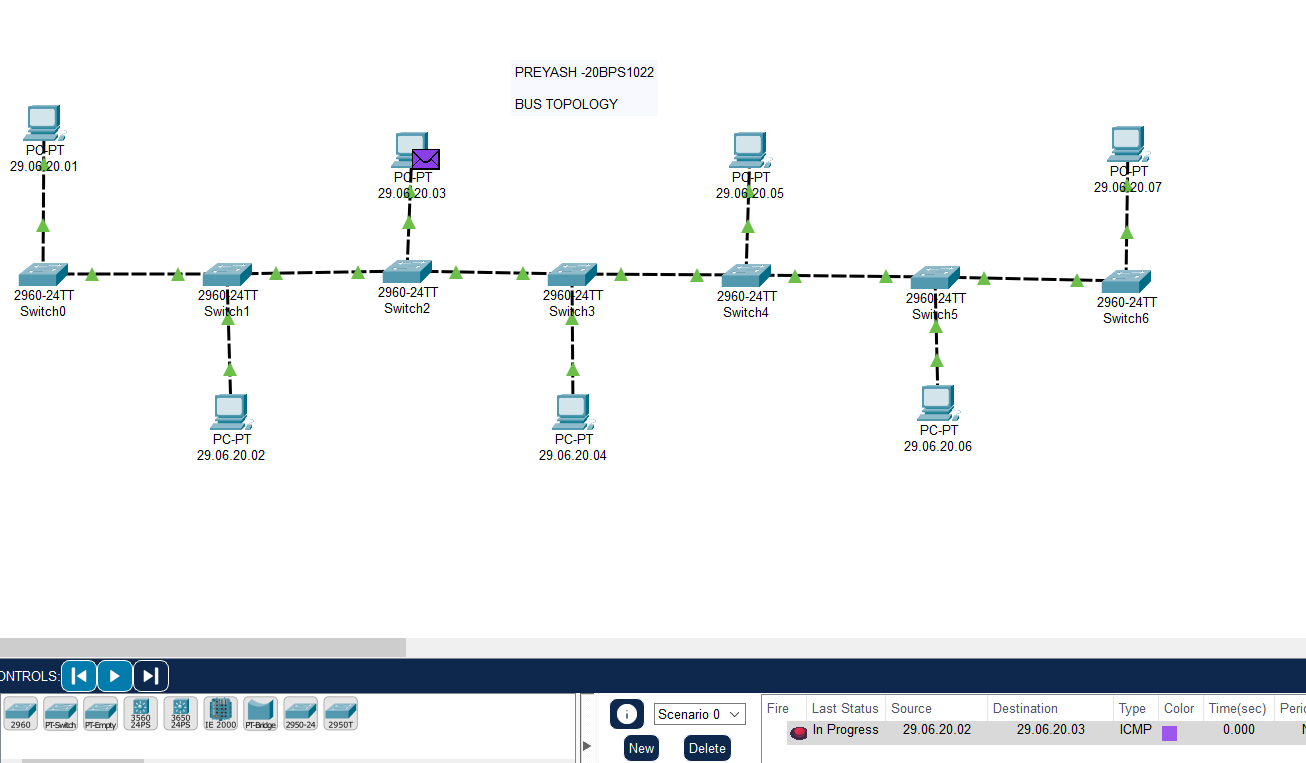 PREYASH -20BPS1022
BUS TOPOLOGY
PC-PT
29.06.20.01
PC-PT
29.06.20.03
PC-PT
29.06.20.05
PC-PT
29.06.20.07
2960-24TT
Switch0
2960-24TT
Switch1
2960-24TT
Switch2
2960-24TT
Switch3
2960-24TT
Switch4
2960-24TT
Switch5
2960-24TT
Switch6
PC-PT
29.06.20.02
PC-PT
29.06.20.04
PC-PT
29.06.20.06
ONTROLS:
2960
PT-Switch
PT-Empty
3560
24PS
3650
24PS
IE 2000
PT-Bridge
2950-24
2950T
Scenario 0
New
Delete
Fire Last Status Source Destination Type Color Time(sec) Perio
In Progress 29.06.20.02 29.06.20.03 ICMP 0.000 N